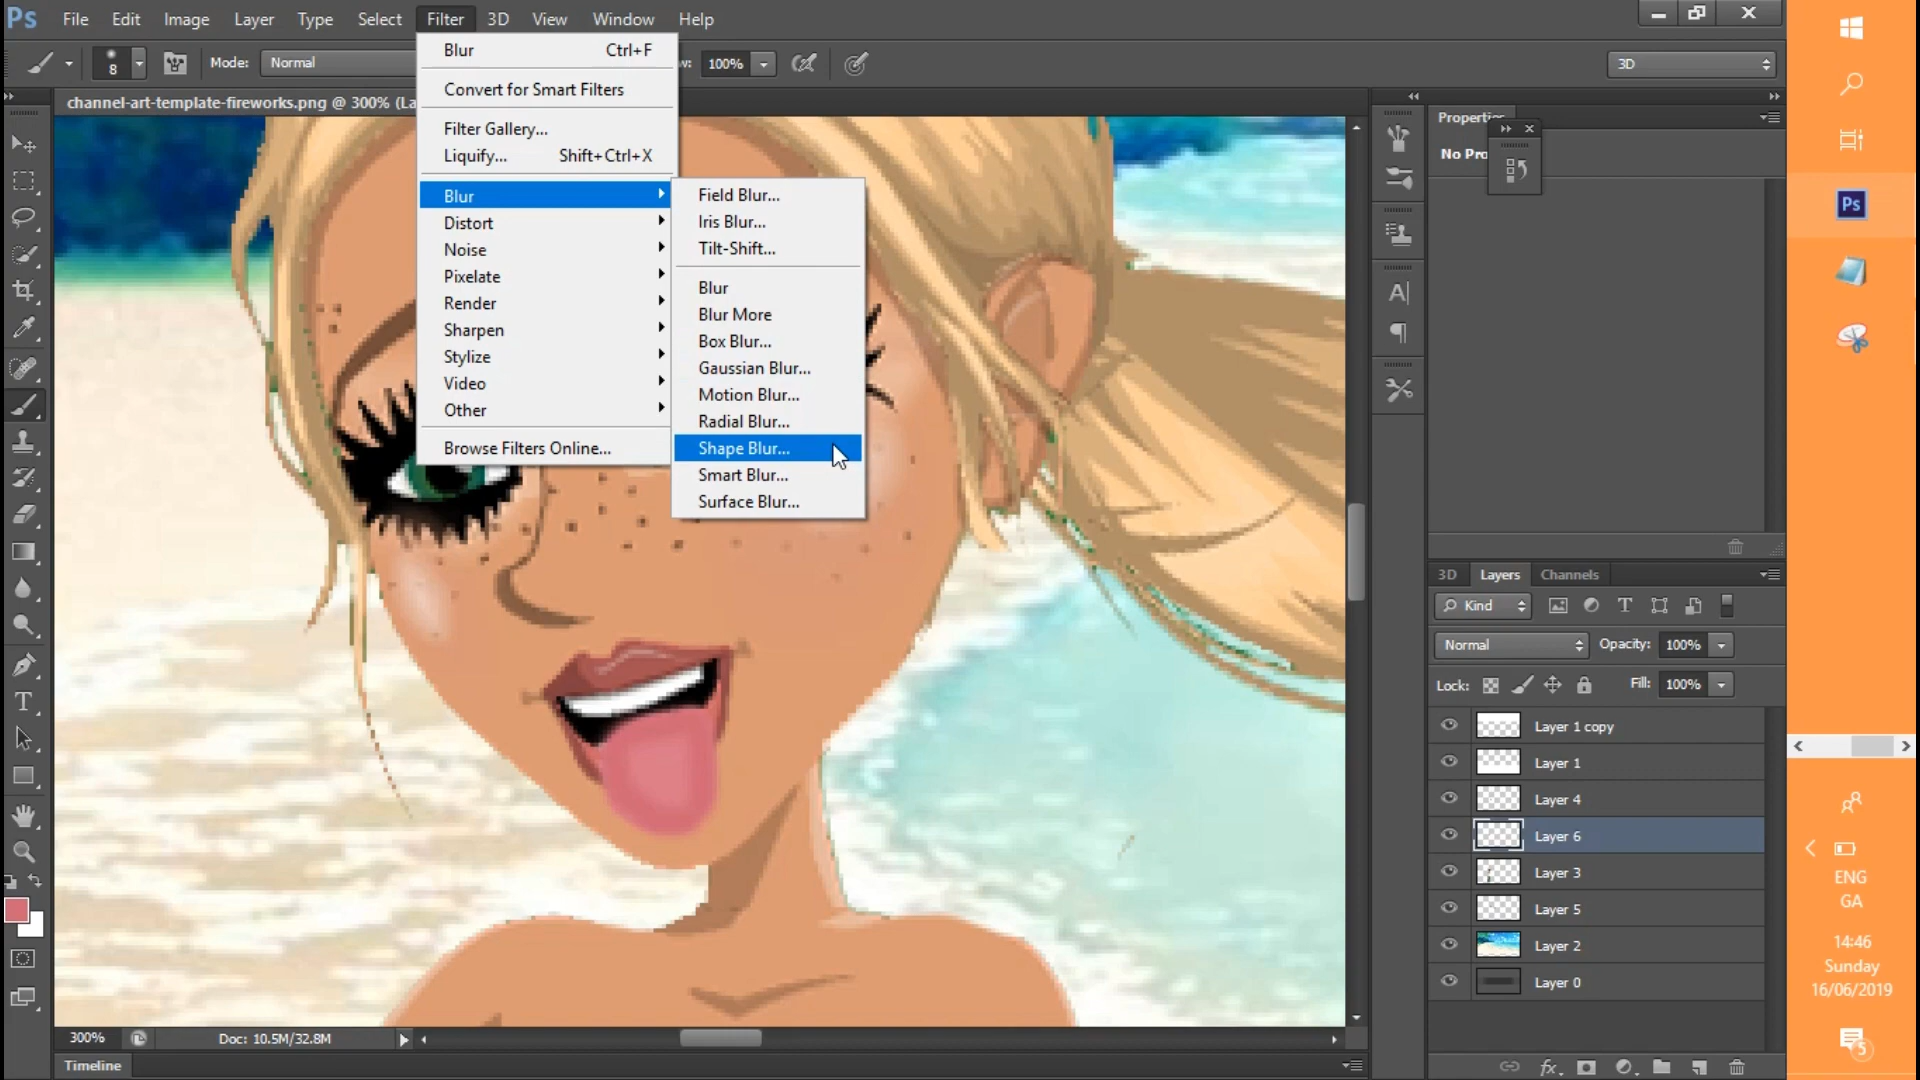 Ps File Edit Image Layer Type Select Filter 3D View Window Help
8 Mode: Normal 100% 3D
channel-art-template-fireworks.png @ 300% (La
Blur Ctrl+F
Convert for Smart Filters
Filter Gallery...
Liquify... Shift+Ctrl+X
Blur
Distort
Noise
Pixelate
Render
Sharpen
Stylize
Video
Other
Browse Filters Online...
Field Blur...
Iris Blur...
Tilt-Shift...
Blur
Blur More
Box Blur...
Gaussian Blur...
Motion Blur...
Radial Blur...
Shape Blur...
Smart Blur...
Surface Blur...
Properties
No Pro
3D Layers Channels
Kind
Normal Opacity: 100%
Lock: Fill: 100%
Layer 1 copy
Layer 1
Layer 4
Layer 6
Layer 3
Layer 5
Layer 2
Layer 0
300% Doc: 10.5M/32.8M
Timeline
Ps
ENG
GA
14:46
Sunday
16/06/2019
5